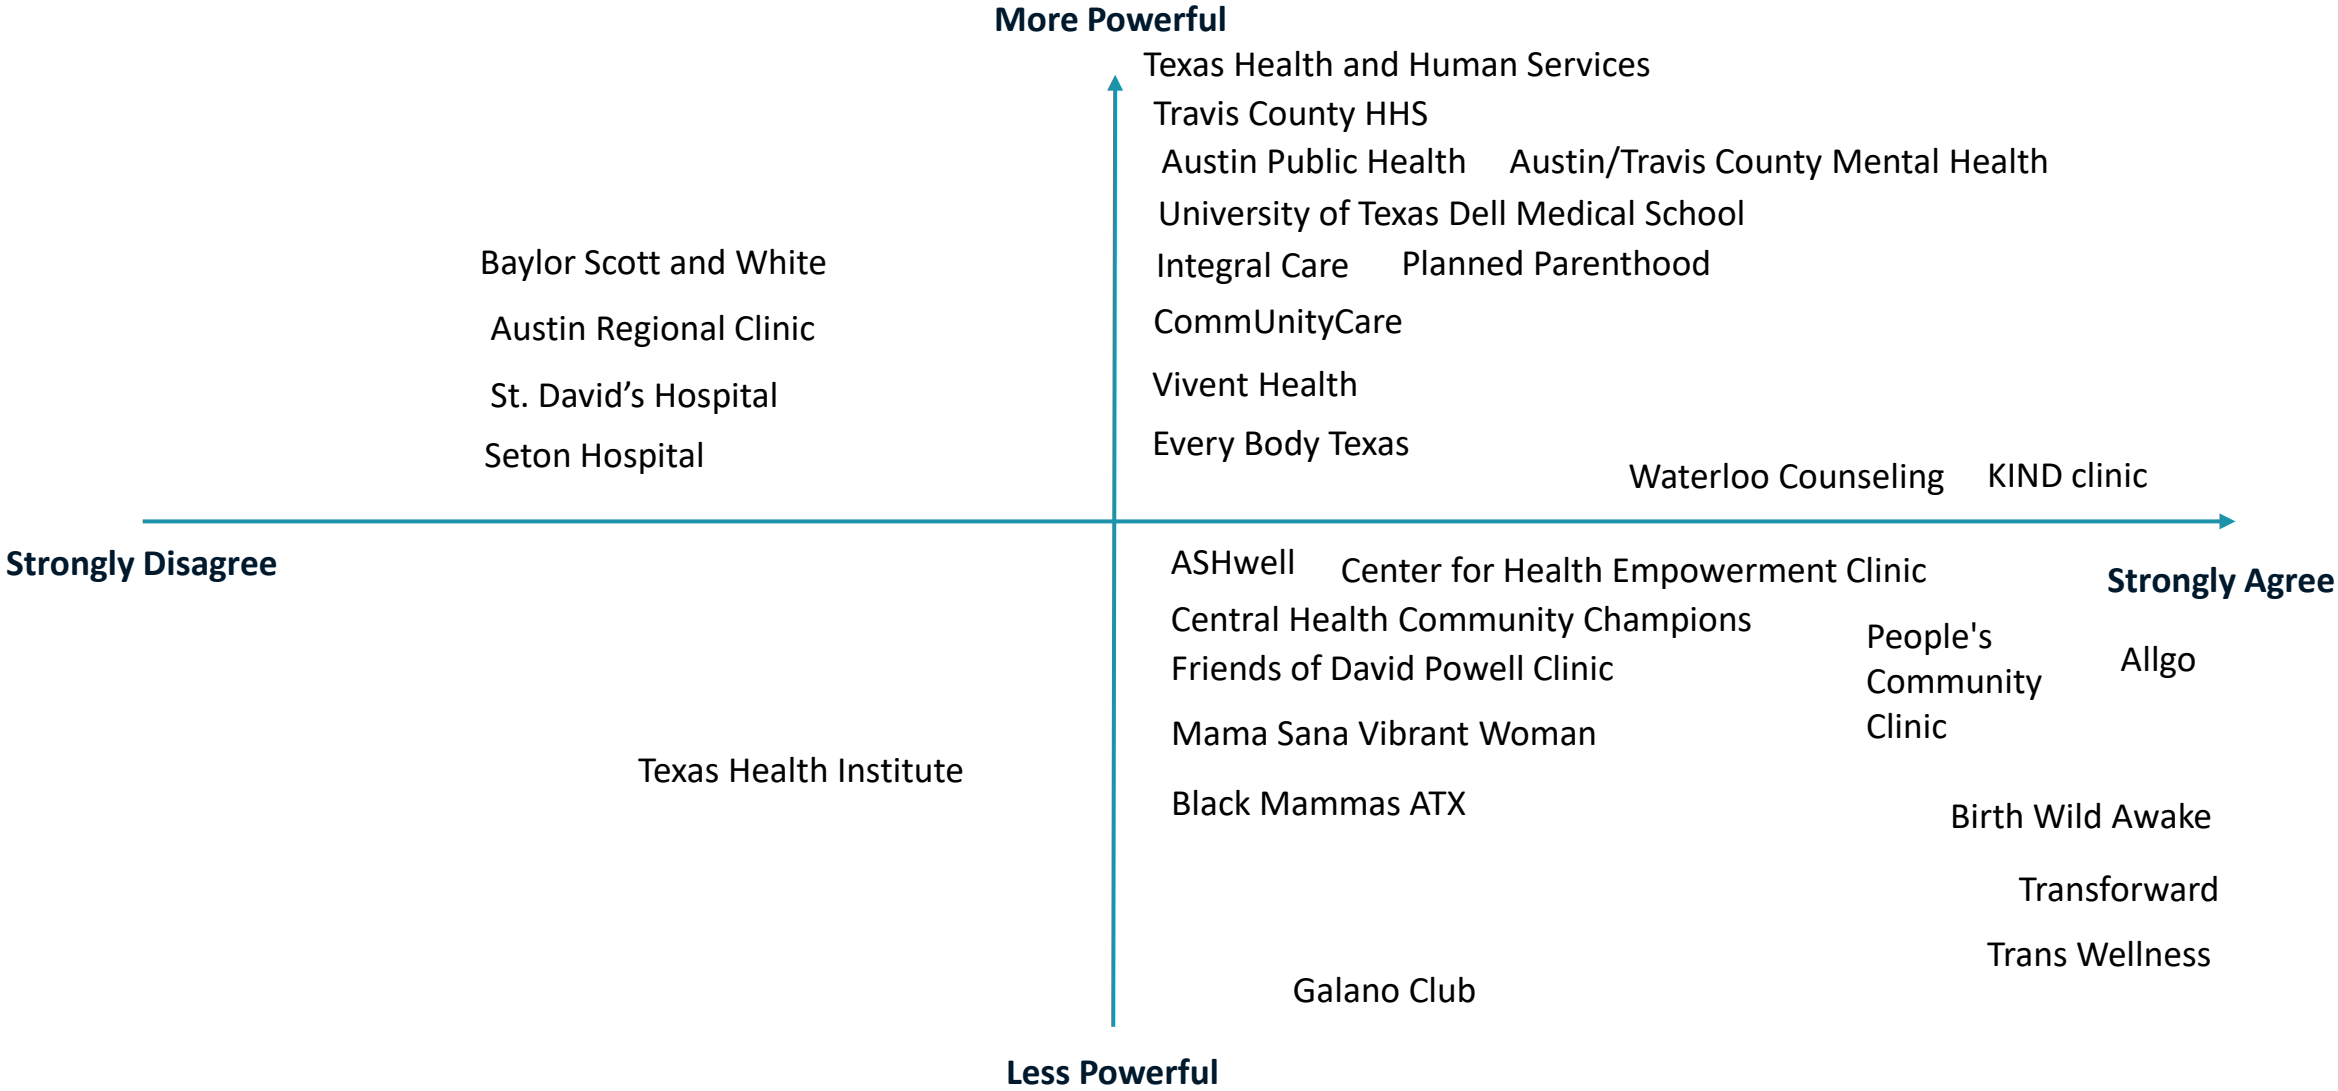 More Powerful
Texas Health and Human Services
Travis County HHS
Austin Public Health
Austin/Travis County Mental Health
University of Texas Dell Medical School
Baylor Scott and White
Integral Care
Planned Parenthood
Austin Regional Clinic
CommUnityCare
St. David’s Hospital
Vivent Health
Seton Hospital
Every Body Texas
Waterloo Counseling
KIND clinic
Strongly Disagree
ASHwell
Center for Health Empowerment Clinic
Strongly Agree
Central Health Community Champions
People's
Community
Clinic
Allgo
Friends of David Powell Clinic
Mama Sana Vibrant Woman
Texas Health Institute
Black Mammas ATX
Birth Wild Awake
Transforward
Trans Wellness
Galano Club
Less Powerful